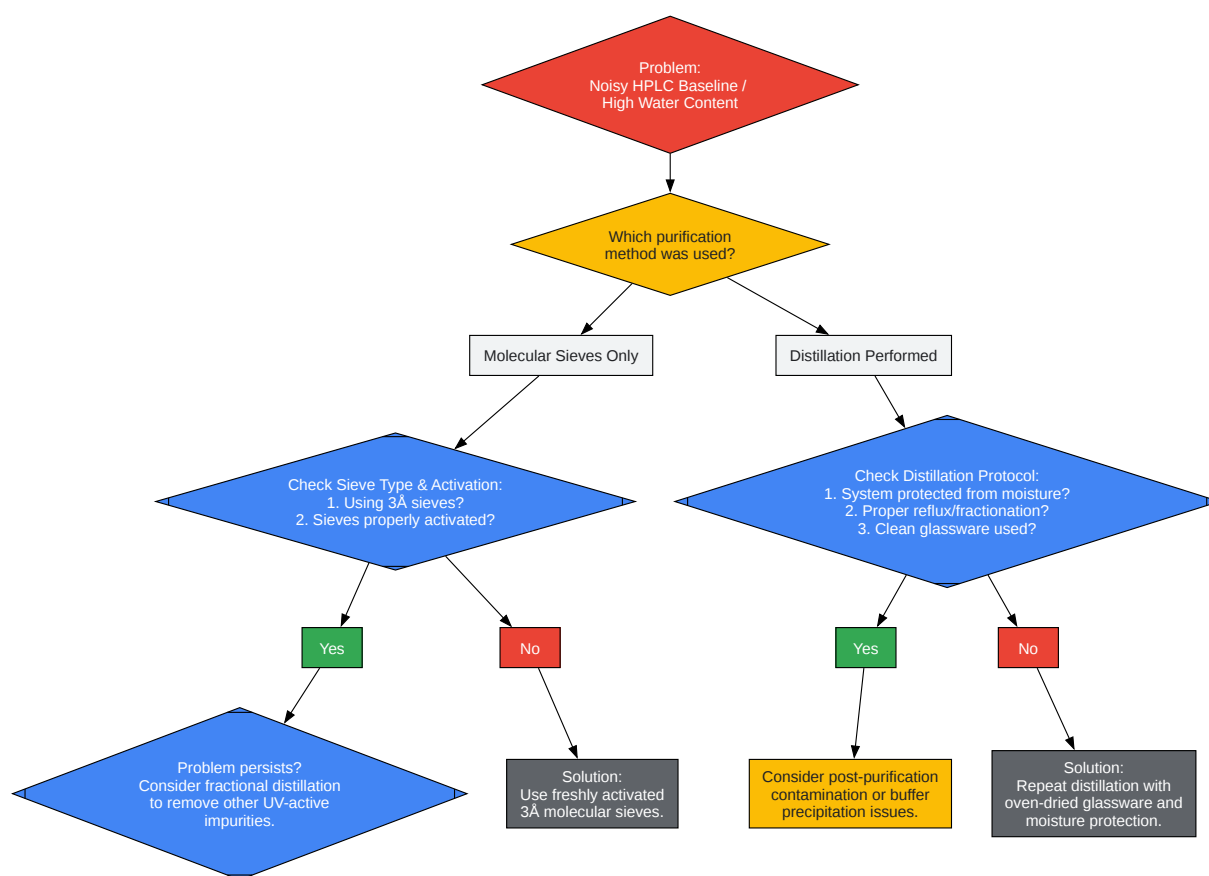 Problem:
Noisy HPLC Baseline /
High Water Content
Which purification
method was used?
Molecular Sieves Only
Distillation Performed
Check Sieve Type & Activation:
1. Using 3Å sieves?
2. Sieves properly activated?
Check Distillation Protocol:
1. System protected from moisture?
2. Proper reflux/fractionation?
3. Clean glassware used?
Yes
No
Yes
No
Problem persists?
Consider fractional distillation
to remove other UV-active
impurities.
Solution:
Use freshly activated
3Å molecular sieves.
Consider post-purification
contamination or buffer
precipitation issues.
Solution:
Repeat distillation with
oven-dried glassware and
moisture protection.